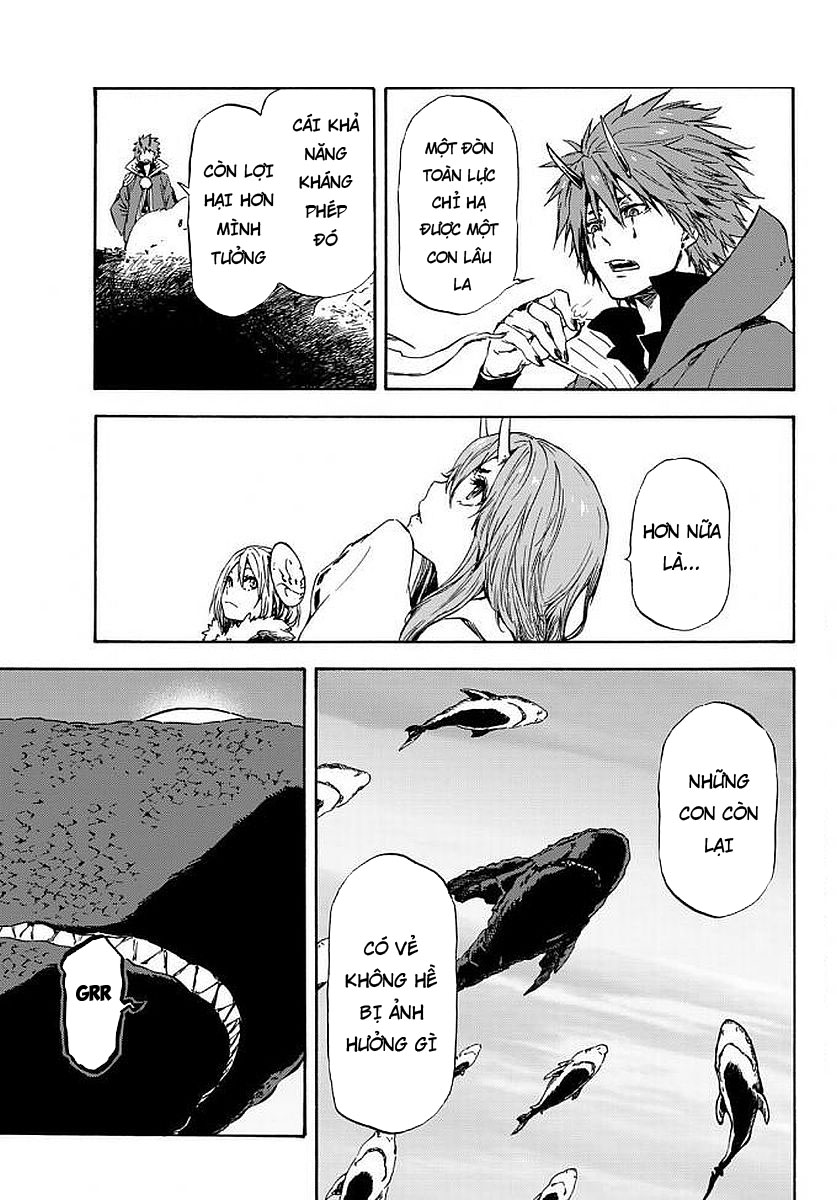 MỘT ĐÒN
TOÀN LỰC
CHỈ HẠ
ĐƯỢC MỘT
CON LÂU
LA
CÁI KHẢ
NĂNG
KHÁNG
PHÉP
ĐÓ
CÒN LỢI
HẠI HƠN
MÌNH
TƯỞNG
HƠN NỮA
LÀ...
NHỮNG
CON CÒN
LẠI
CÓ VẺ
KHÔNG HỀ
BỊ ẢNH
HƯỞNG GÌ
GRR